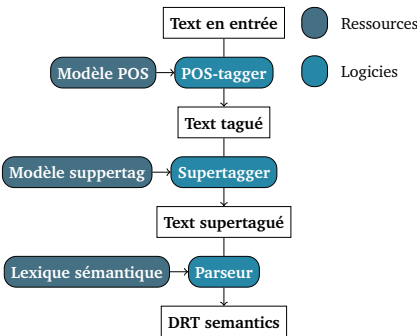 Text en entrée
Ressources
Modèle POS
POS-tagger
Logicies
Text tagué
Modèle suppertag
Supertagger
Text supertagué
Lexique sémantique
Parseur
DRT semantics